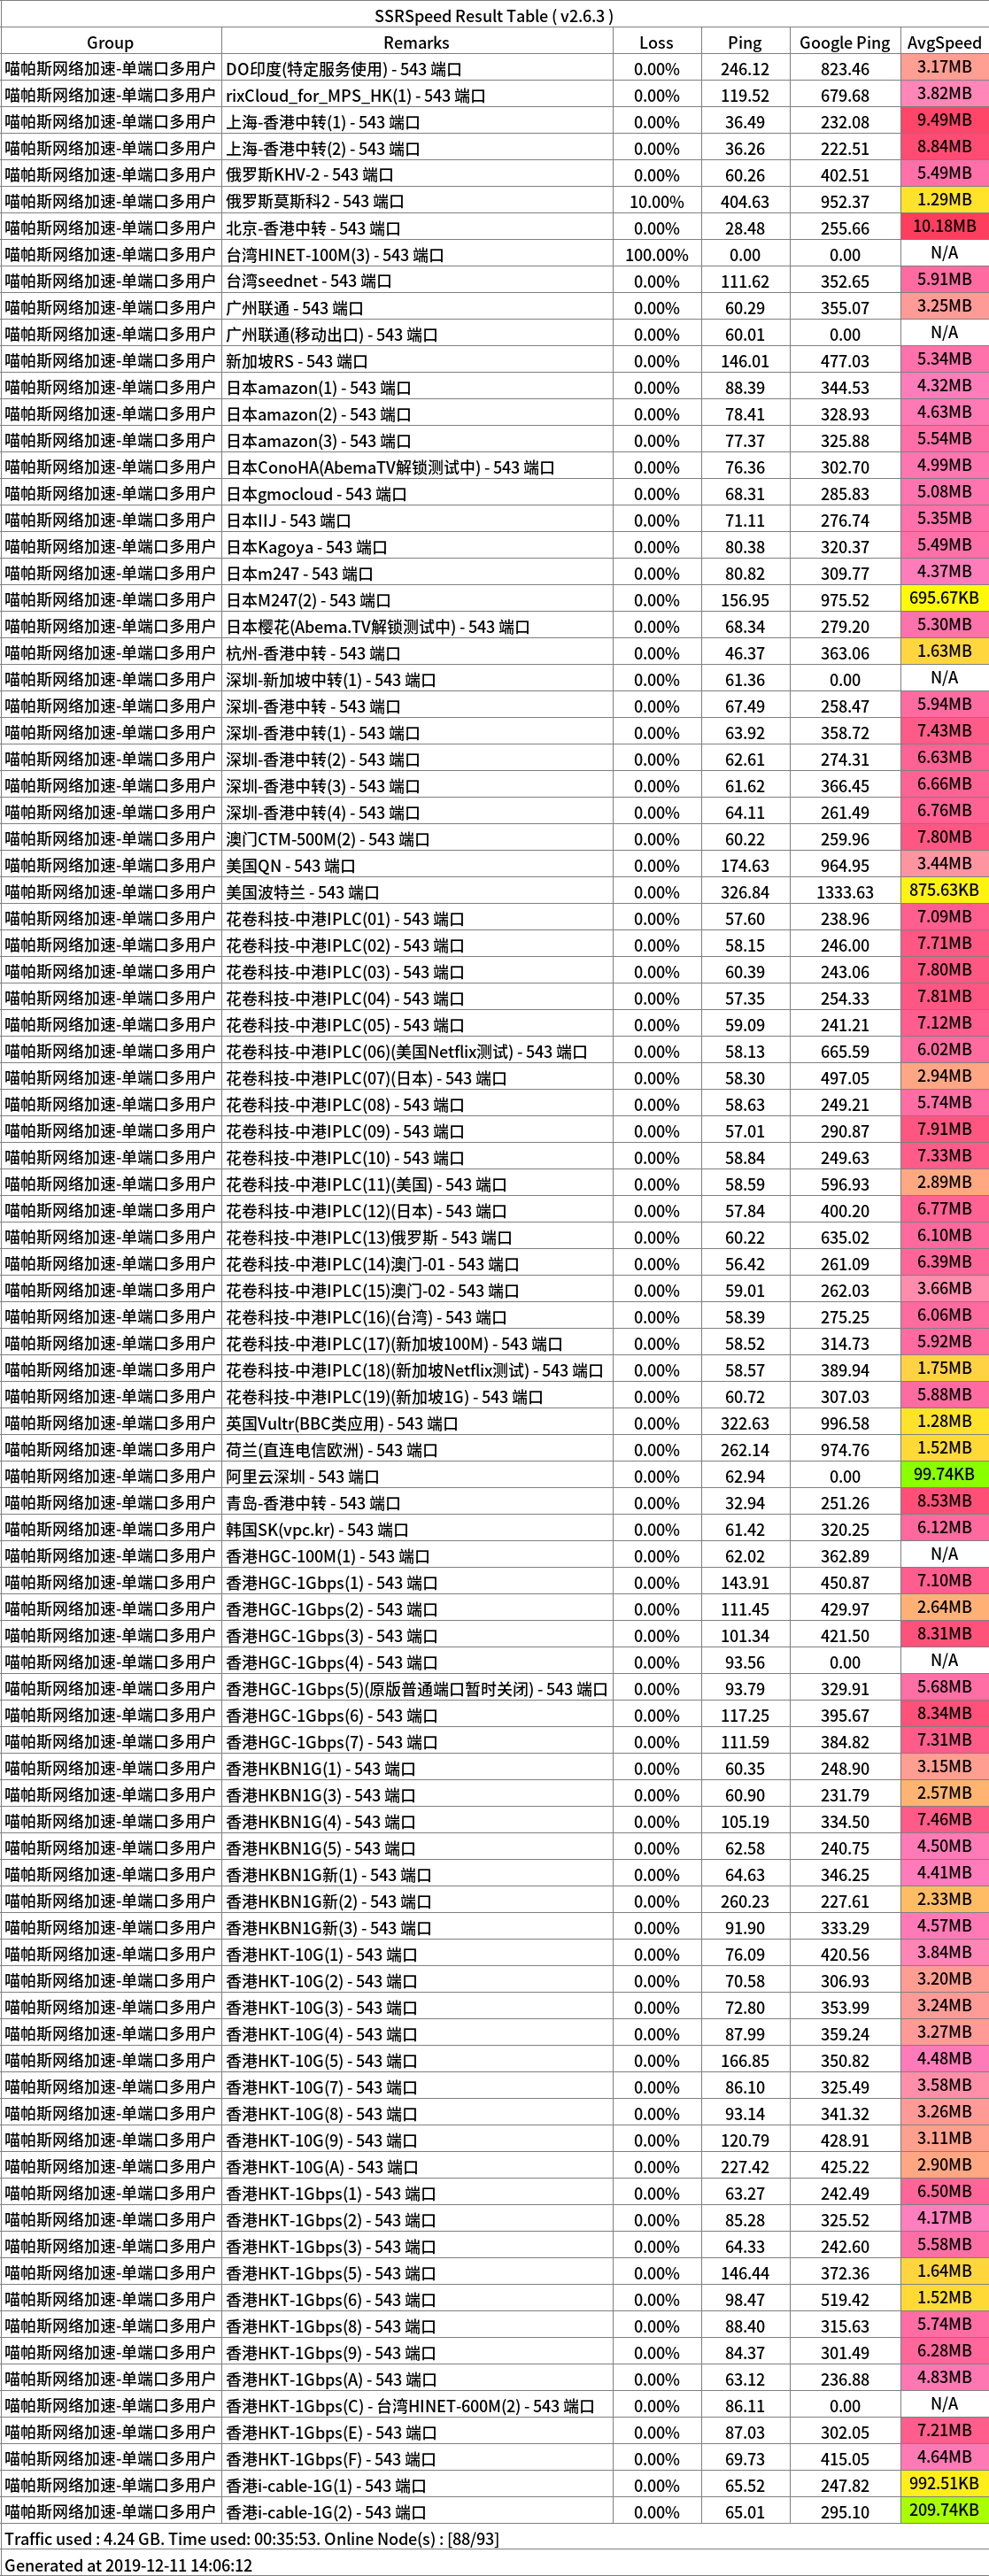 SSRSpeed Result Table ( v2.6.3 )
Group Remarks Loss Ping Google Ping AvgSpeed
喵帕斯网络加速-单端口多用户 DO印度(特定服务使用) - 543 端口 0.00% 246.12 823.46 3.17MB
喵帕斯网络加速-单端口多用户 rixCloud_for_MPS_HK(1) - 543 端口 0.00% 119.52 679.68 3.82MB
喵帕斯网络加速-单端口多用户 上海-香港中转(1) - 543 端口 0.00% 36.49 232.08 9.49MB
喵帕斯网络加速-单端口多用户 上海-香港中转(2) - 543 端口 0.00% 36.26 222.51 8.84MB
喵帕斯网络加速-单端口多用户 俄罗斯KHV-2 - 543 端口 0.00% 60.26 402.51 5.49MB
喵帕斯网络加速-单端口多用户 俄罗斯莫斯科2 - 543 端口 10.00% 404.63 952.37 1.29MB
喵帕斯网络加速-单端口多用户 北京-香港中转 - 543 端口 0.00% 28.48 255.66 10.18MB
喵帕斯网络加速-单端口多用户 台湾HINET-100M(3) - 543 端口 100.00% 0.00 0.00 N/A
喵帕斯网络加速-单端口多用户 台湾seednet - 543 端口 0.00% 111.62 352.65 5.91MB
喵帕斯网络加速-单端口多用户 广州联通 - 543 端口 0.00% 60.29 355.07 3.25MB
喵帕斯网络加速-单端口多用户 广州联通(移动出口) - 543 端口 0.00% 60.01 0.00 N/A
喵帕斯网络加速-单端口多用户 新加坡RS - 543 端口 0.00% 146.01 477.03 5.34MB
喵帕斯网络加速-单端口多用户 日本amazon(1) - 543 端口 0.00% 88.39 344.53 4.32MB
喵帕斯网络加速-单端口多用户 日本amazon(2) - 543 端口 0.00% 78.41 328.93 4.63MB
喵帕斯网络加速-单端口多用户 日本amazon(3) - 543 端口 0.00% 77.37 325.88 5.54MB
喵帕斯网络加速-单端口多用户 日本ConoHA(AbemaTV解锁测试中) - 543 端口 0.00% 76.36 302.70 4.99MB
喵帕斯网络加速-单端口多用户 日本gmocloud - 543 端口 0.00% 68.31 285.83 5.08MB
喵帕斯网络加速-单端口多用户 日本IIJ - 543 端口 0.00% 71.11 276.74 5.35MB
喵帕斯网络加速-单端口多用户 日本Kagoya - 543 端口 0.00% 80.38 320.37 5.49MB
喵帕斯网络加速-单端口多用户 日本m247 - 543 端口 0.00% 80.82 309.77 4.37MB
喵帕斯网络加速-单端口多用户 日本M247(2) - 543 端口 0.00% 156.95 975.52 695.67KB
喵帕斯网络加速-单端口多用户 日本樱花(Abema.TV解锁测试中) - 543 端口 0.00% 68.34 279.20 5.30MB
喵帕斯网络加速-单端口多用户 杭州-香港中转 - 543 端口 0.00% 46.37 363.06 1.63MB
喵帕斯网络加速-单端口多用户 深圳-新加坡中转(1) - 543 端口 0.00% 61.36 0.00 N/A
喵帕斯网络加速-单端口多用户 深圳-香港中转 - 543 端口 0.00% 67.49 258.47 5.94MB
喵帕斯网络加速-单端口多用户 深圳-香港中转(1) - 543 端口 0.00% 63.92 358.72 7.43MB
喵帕斯网络加速-单端口多用户 深圳-香港中转(2) - 543 端口 0.00% 62.61 274.31 6.63MB
喵帕斯网络加速-单端口多用户 深圳-香港中转(3) - 543 端口 0.00% 61.62 366.45 6.66MB
喵帕斯网络加速-单端口多用户 深圳-香港中转(4) - 543 端口 0.00% 64.11 261.49 6.76MB
喵帕斯网络加速-单端口多用户 澳门CTM-500M(2) - 543 端口 0.00% 60.22 259.96 7.80MB
喵帕斯网络加速-单端口多用户 美国QN - 543 端口 0.00% 174.63 964.95 3.44MB
喵帕斯网络加速-单端口多用户 美国波特兰 - 543 端口 0.00% 326.84 1333.63 875.63KB
喵帕斯网络加速-单端口多用户 花卷科技-中港IPLC(01) - 543 端口 0.00% 57.60 238.96 7.09MB
喵帕斯网络加速-单端口多用户 花卷科技-中港IPLC(02) - 543 端口 0.00% 58.15 246.00 7.71MB
喵帕斯网络加速-单端口多用户 花卷科技-中港IPLC(03) - 543 端口 0.00% 60.39 243.06 7.80MB
喵帕斯网络加速-单端口多用户 花卷科技-中港IPLC(04) - 543 端口 0.00% 57.35 254.33 7.81MB
喵帕斯网络加速-单端口多用户 花卷科技-中港IPLC(05) - 543 端口 0.00% 59.09 241.21 7.12MB
喵帕斯网络加速-单端口多用户 花卷科技-中港IPLC(06)(美国Netflix测试) - 543 端口 0.00% 58.13 665.59 6.02MB
喵帕斯网络加速-单端口多用户 花卷科技-中港IPLC(07)(日本) - 543 端口 0.00% 58.30 497.05 2.94MB
喵帕斯网络加速-单端口多用户 花卷科技-中港IPLC(08) - 543 端口 0.00% 58.63 249.21 5.74MB
喵帕斯网络加速-单端口多用户 花卷科技-中港IPLC(09) - 543 端口 0.00% 57.01 290.87 7.91MB
喵帕斯网络加速-单端口多用户 花卷科技-中港IPLC(10) - 543 端口 0.00% 58.84 249.63 7.33MB
喵帕斯网络加速-单端口多用户 花卷科技-中港IPLC(11)(美国) - 543 端口 0.00% 58.59 596.93 2.89MB
喵帕斯网络加速-单端口多用户 花卷科技-中港IPLC(12)(日本) - 543 端口 0.00% 57.84 400.20 6.77MB
喵帕斯网络加速-单端口多用户 花卷科技-中港IPLC(13)俄罗斯 - 543 端口 0.00% 60.22 635.02 6.10MB
喵帕斯网络加速-单端口多用户 花卷科技-中港IPLC(14)澳门-01 - 543 端口 0.00% 56.42 261.09 6.39MB
喵帕斯网络加速-单端口多用户 花卷科技-中港IPLC(15)澳门-02 - 543 端口 0.00% 59.01 262.03 3.66MB
喵帕斯网络加速-单端口多用户 花卷科技-中港IPLC(16)(台湾) - 543 端口 0.00% 58.39 275.25 6.06MB
喵帕斯网络加速-单端口多用户 花卷科技-中港IPLC(17)(新加坡100M) - 543 端口 0.00% 58.52 314.73 5.92MB
喵帕斯网络加速-单端口多用户 花卷科技-中港IPLC(18)(新加坡Netflix测试) - 543 端口 0.00% 58.57 389.94 1.75MB
喵帕斯网络加速-单端口多用户 花卷科技-中港IPLC(19)(新加坡1G) - 543 端口 0.00% 60.72 307.03 5.88MB
喵帕斯网络加速-单端口多用户 英国Vultr(BBC类应用) - 543 端口 0.00% 322.63 996.58 1.28MB
喵帕斯网络加速-单端口多用户 荷兰(直连电信欧洲) - 543 端口 0.00% 262.14 974.76 1.52MB
喵帕斯网络加速-单端口多用户 阿里云深圳 - 543 端口 0.00% 62.94 0.00 99.74KB
喵帕斯网络加速-单端口多用户 青岛-香港中转 - 543 端口 0.00% 32.94 251.26 8.53MB
喵帕斯网络加速-单端口多用户 韩国SK(vpc.kr) - 543 端口 0.00% 61.42 320.25 6.12MB
喵帕斯网络加速-单端口多用户 香港HGC-100M(1) - 543 端口 0.00% 62.02 362.89 N/A
喵帕斯网络加速-单端口多用户 香港HGC-1Gbps(1) - 543 端口 0.00% 143.91 450.87 7.10MB
喵帕斯网络加速-单端口多用户 香港HGC-1Gbps(2) - 543 端口 0.00% 111.45 429.97 2.64MB
喵帕斯网络加速-单端口多用户 香港HGC-1Gbps(3) - 543 端口 0.00% 101.34 421.50 8.31MB
喵帕斯网络加速-单端口多用户 香港HGC-1Gbps(4) - 543 端口 0.00% 93.56 0.00 N/A
喵帕斯网络加速-单端口多用户 香港HGC-1Gbps(5)(原版普通端口暂时关闭) - 543 端口 0.00% 93.79 329.91 5.68MB
喵帕斯网络加速-单端口多用户 香港HGC-1Gbps(6) - 543 端口 0.00% 117.25 395.67 8.34MB
喵帕斯网络加速-单端口多用户 香港HGC-1Gbps(7) - 543 端口 0.00% 111.59 384.82 7.31MB
喵帕斯网络加速-单端口多用户 香港HKBN1G(1) - 543 端口 0.00% 60.35 248.90 3.15MB
喵帕斯网络加速-单端口多用户 香港HKBN1G(3) - 543 端口 0.00% 60.90 231.79 2.57MB
喵帕斯网络加速-单端口多用户 香港HKBN1G(4) - 543 端口 0.00% 105.19 334.50 7.46MB
喵帕斯网络加速-单端口多用户 香港HKBN1G(5) - 543 端口 0.00% 62.58 240.75 4.50MB
喵帕斯网络加速-单端口多用户 香港HKBN1G新(1) - 543 端口 0.00% 64.63 346.25 4.41MB
喵帕斯网络加速-单端口多用户 香港HKBN1G新(2) - 543 端口 0.00% 260.23 227.61 2.33MB
喵帕斯网络加速-单端口多用户 香港HKBN1G新(3) - 543 端口 0.00% 91.90 333.29 4.57MB
喵帕斯网络加速-单端口多用户 香港HKT-10G(1) - 543 端口 0.00% 76.09 420.56 3.84MB
喵帕斯网络加速-单端口多用户 香港HKT-10G(2) - 543 端口 0.00% 70.58 306.93 3.20MB
喵帕斯网络加速-单端口多用户 香港HKT-10G(3) - 543 端口 0.00% 72.80 353.99 3.24MB
喵帕斯网络加速-单端口多用户 香港HKT-10G(4) - 543 端口 0.00% 87.99 359.24 3.27MB
喵帕斯网络加速-单端口多用户 香港HKT-10G(5) - 543 端口 0.00% 166.85 350.82 4.48MB
喵帕斯网络加速-单端口多用户 香港HKT-10G(7) - 543 端口 0.00% 86.10 325.49 3.58MB
喵帕斯网络加速-单端口多用户 香港HKT-10G(8) - 543 端口 0.00% 93.14 341.32 3.26MB
喵帕斯网络加速-单端口多用户 香港HKT-10G(9) - 543 端口 0.00% 120.79 428.91 3.11MB
喵帕斯网络加速-单端口多用户 香港HKT-10G(A) - 543 端口 0.00% 227.42 425.22 2.90MB
喵帕斯网络加速-单端口多用户 香港HKT-1Gbps(1) - 543 端口 0.00% 63.27 242.49 6.50MB
喵帕斯网络加速-单端口多用户 香港HKT-1Gbps(2) - 543 端口 0.00% 85.28 325.52 4.17MB
喵帕斯网络加速-单端口多用户 香港HKT-1Gbps(3) - 543 端口 0.00% 64.33 242.60 5.58MB
喵帕斯网络加速-单端口多用户 香港HKT-1Gbps(5) - 543 端口 0.00% 146.44 372.36 1.64MB
喵帕斯网络加速-单端口多用户 香港HKT-1Gbps(6) - 543 端口 0.00% 98.47 519.42 1.52MB
喵帕斯网络加速-单端口多用户 香港HKT-1Gbps(8) - 543 端口 0.00% 88.40 315.63 5.74MB
喵帕斯网络加速-单端口多用户 香港HKT-1Gbps(9) - 543 端口 0.00% 84.37 301.49 6.28MB
喵帕斯网络加速-单端口多用户 香港HKT-1Gbps(A) - 543 端口 0.00% 63.12 236.88 4.83MB
喵帕斯网络加速-单端口多用户 香港HKT-1Gbps(C) - 台湾HINET-600M(2) - 543 端口 0.00% 86.11 0.00 N/A
喵帕斯网络加速-单端口多用户 香港HKT-1Gbps(E) - 543 端口 0.00% 87.03 302.05 7.21MB
喵帕斯网络加速-单端口多用户 香港HKT-1Gbps(F) - 543 端口 0.00% 69.73 415.05 4.64MB
喵帕斯网络加速-单端口多用户 香港i-cable-1G(1) - 543 端口 0.00% 65.52 247.82 992.51KB
喵帕斯网络加速-单端口多用户 香港i-cable-1G(2) - 543 端口 0.00% 65.01 295.10 209.74KB
Traffic used : 4.24 GB. Time used: 00:35:53. Online Node(s) : [88/93]
Generated at 2019-12-11 14:06:12